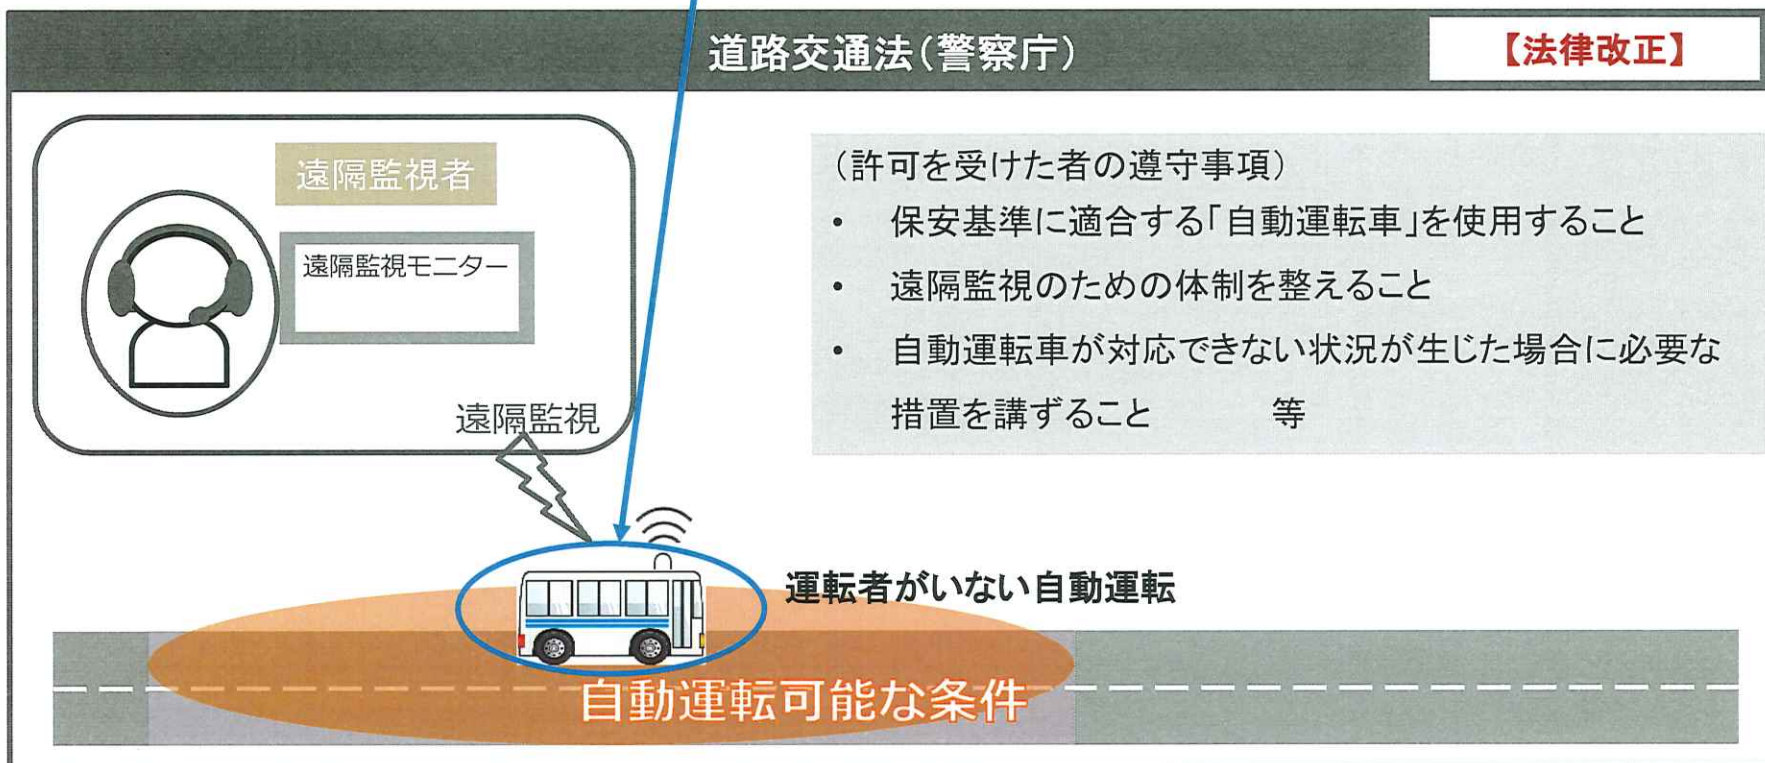 道路交通法（警察庁）
【法律改正】
遠隔監視者
遠隔監視モニター
遠隔監視
（許可を受けた者の遵守事項）
• 保安基準に適合する「自動運転車」を使用すること
• 遠隔監視のための体制を整えること
• 自動運転車が対応できない状況が生じた場合に必要な
措置を講ずること 等
運転者がいない自動運転
自動運転可能な条件